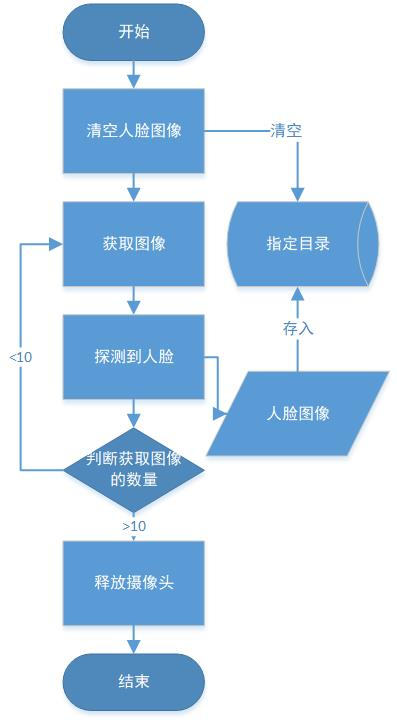 开始
清空人脸图像
清空
获取图像
指定目录
存入
<10
探测到人脸
人脸图像
判断获取图像
的数量
>10
释放摄像头
结束